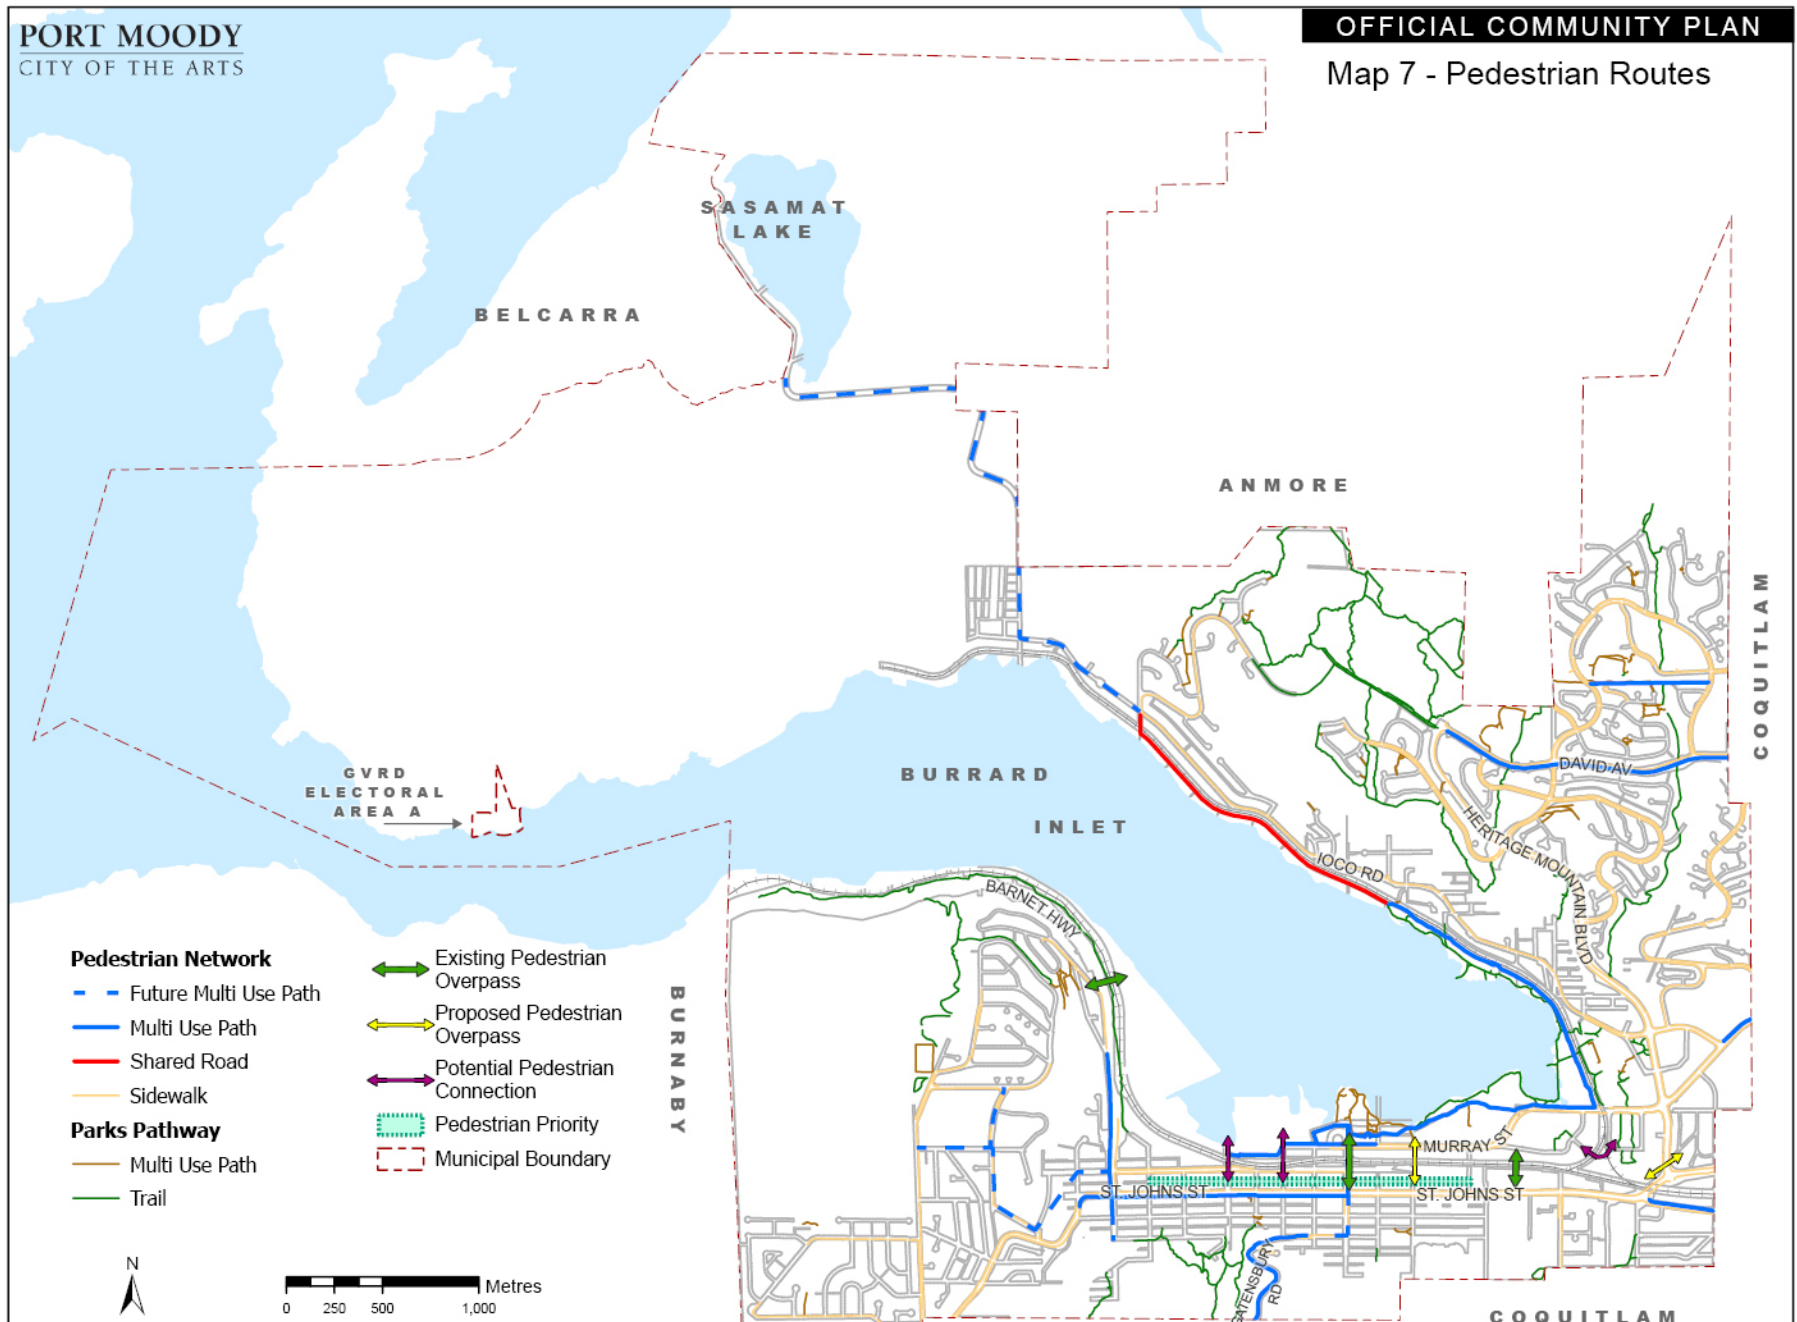 PORT MOODY
CITY OF THE ARTS
OFFICIAL COMMUNITY PLAN
Map 7 - Pedestrian Routes
SASAMAT
LAKE
BELCARRA
ANMORE
COQUITLAM
BURRARD
INLET
GVRD
ELECTORAL
AREA A
DAVID AV
HERITAGE MOUNTAIN BLVD
IOCO RD
BARNET HWY
BURNABY
MURRAY ST
ST. JOHNS ST
ST. JOHNS ST
GATENSBURY
RD
COQUITLAM
Pedestrian Network
Future Multi Use Path
Multi Use Path
Shared Road
Sidewalk
Parks Pathway
Multi Use Path
Trail
Existing Pedestrian
Overpass
Proposed Pedestrian
Overpass
Potential Pedestrian
Connection
Pedestrian Priority
Municipal Boundary
N
Metres
0 250 500 1,000